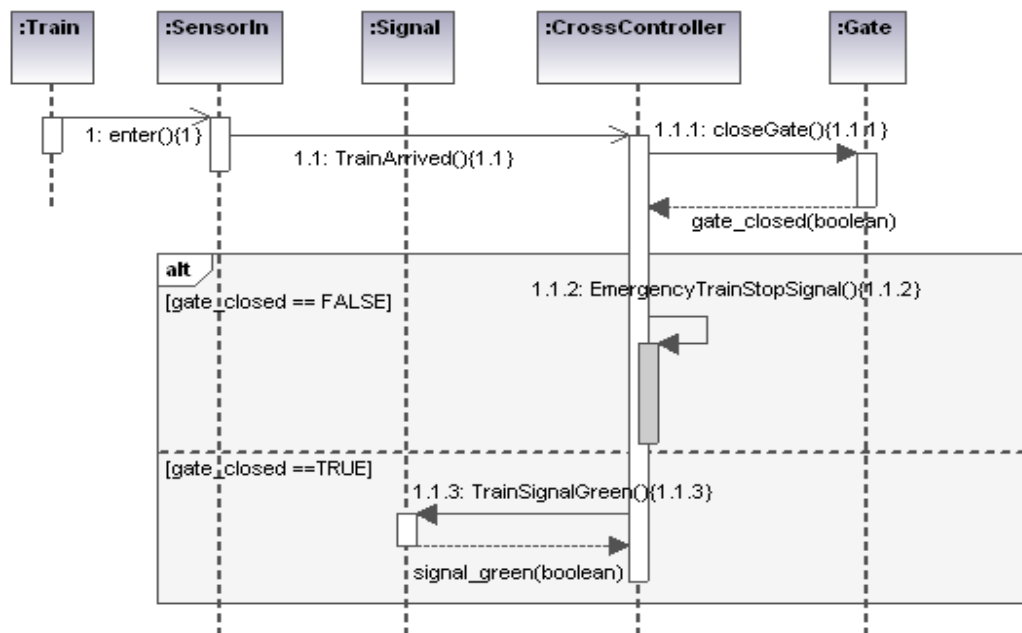 :Train
:SensorIn
:Signal
:CrossController
:Gate
1: enter(){1}
1.1: TrainArrived(){1.1}
1.1.1: closeGate(){1.1.1}
gate_closed(boolean)
alt
[gate_closed == FALSE]
1.1.2: EmergencyTrainStopSignal(){1.1.2}
[gate_closed ==TRUE]
1.1.3: TrainSignalGreen(){1.1.3}
signal_green(boolean)